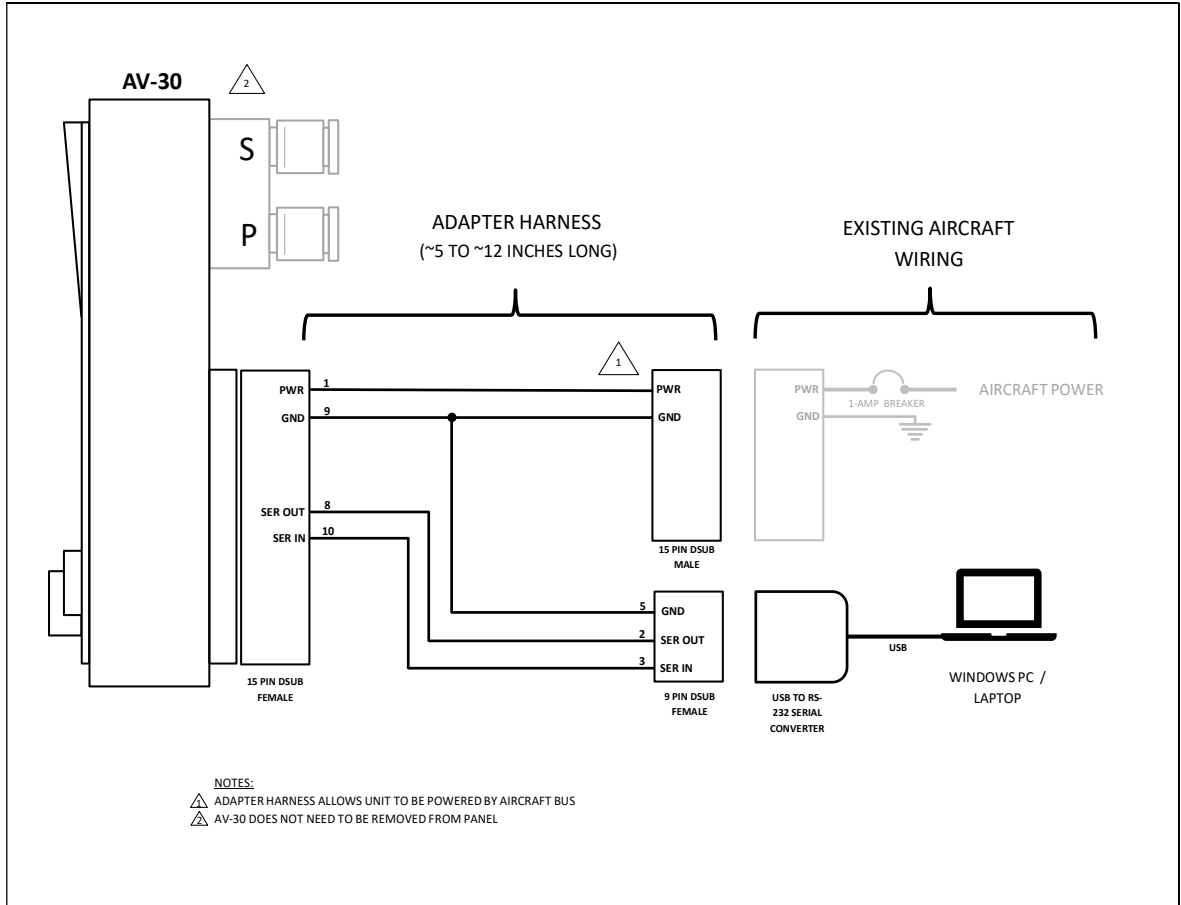 AV-30
2
S
P
ADAPTER HARNESS
(~5 TO ~12 INCHES LONG)
EXISTING AIRCRAFT
WIRING
1
PWR
1
PWR
PWR
1-AMP BREAKER
AIRCRAFT POWER
GND
9
GND
GND
SER OUT
8
SER IN
10
15 PIN DSUB
MALE
5
GND
2
SER OUT
3
SER IN
USB
15 PIN DSUB
FEMALE
9 PIN DSUB
FEMALE
USB TO RS-
232 SERIAL
CONVERTER
WINDOWS PC /
LAPTOP
NOTES:
1 ADAPTER HARNESS ALLOWS UNIT TO BE POWERED BY AIRCRAFT BUS
2 AV-30 DOES NOT NEED TO BE REMOVED FROM PANEL